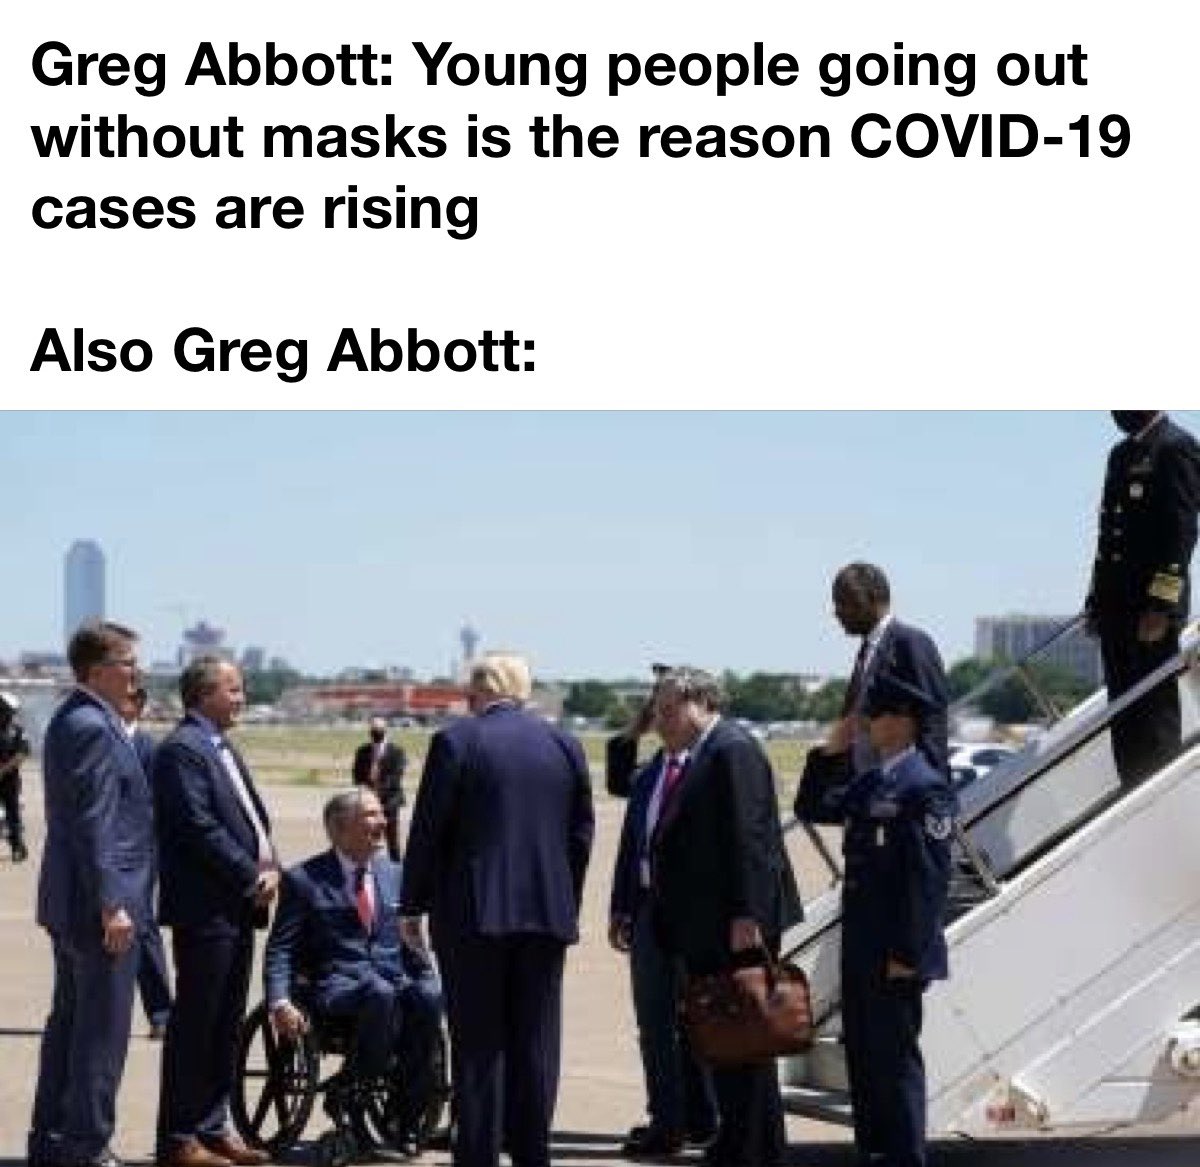 Greg Abbott: Young people going out
without masks is the reason COVID-19
cases are rising
Also Greg Abbott: